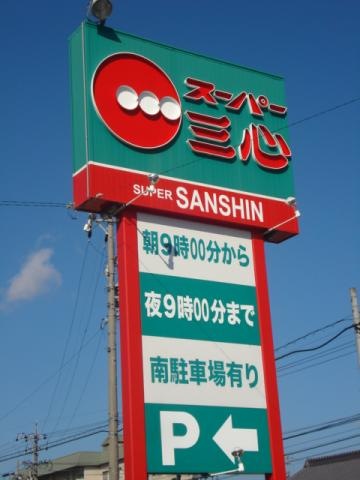 スーパー
三心
SUPER SANSHIN
朝9時00分から
夜9時00分まで
南駐車場有り
P ←